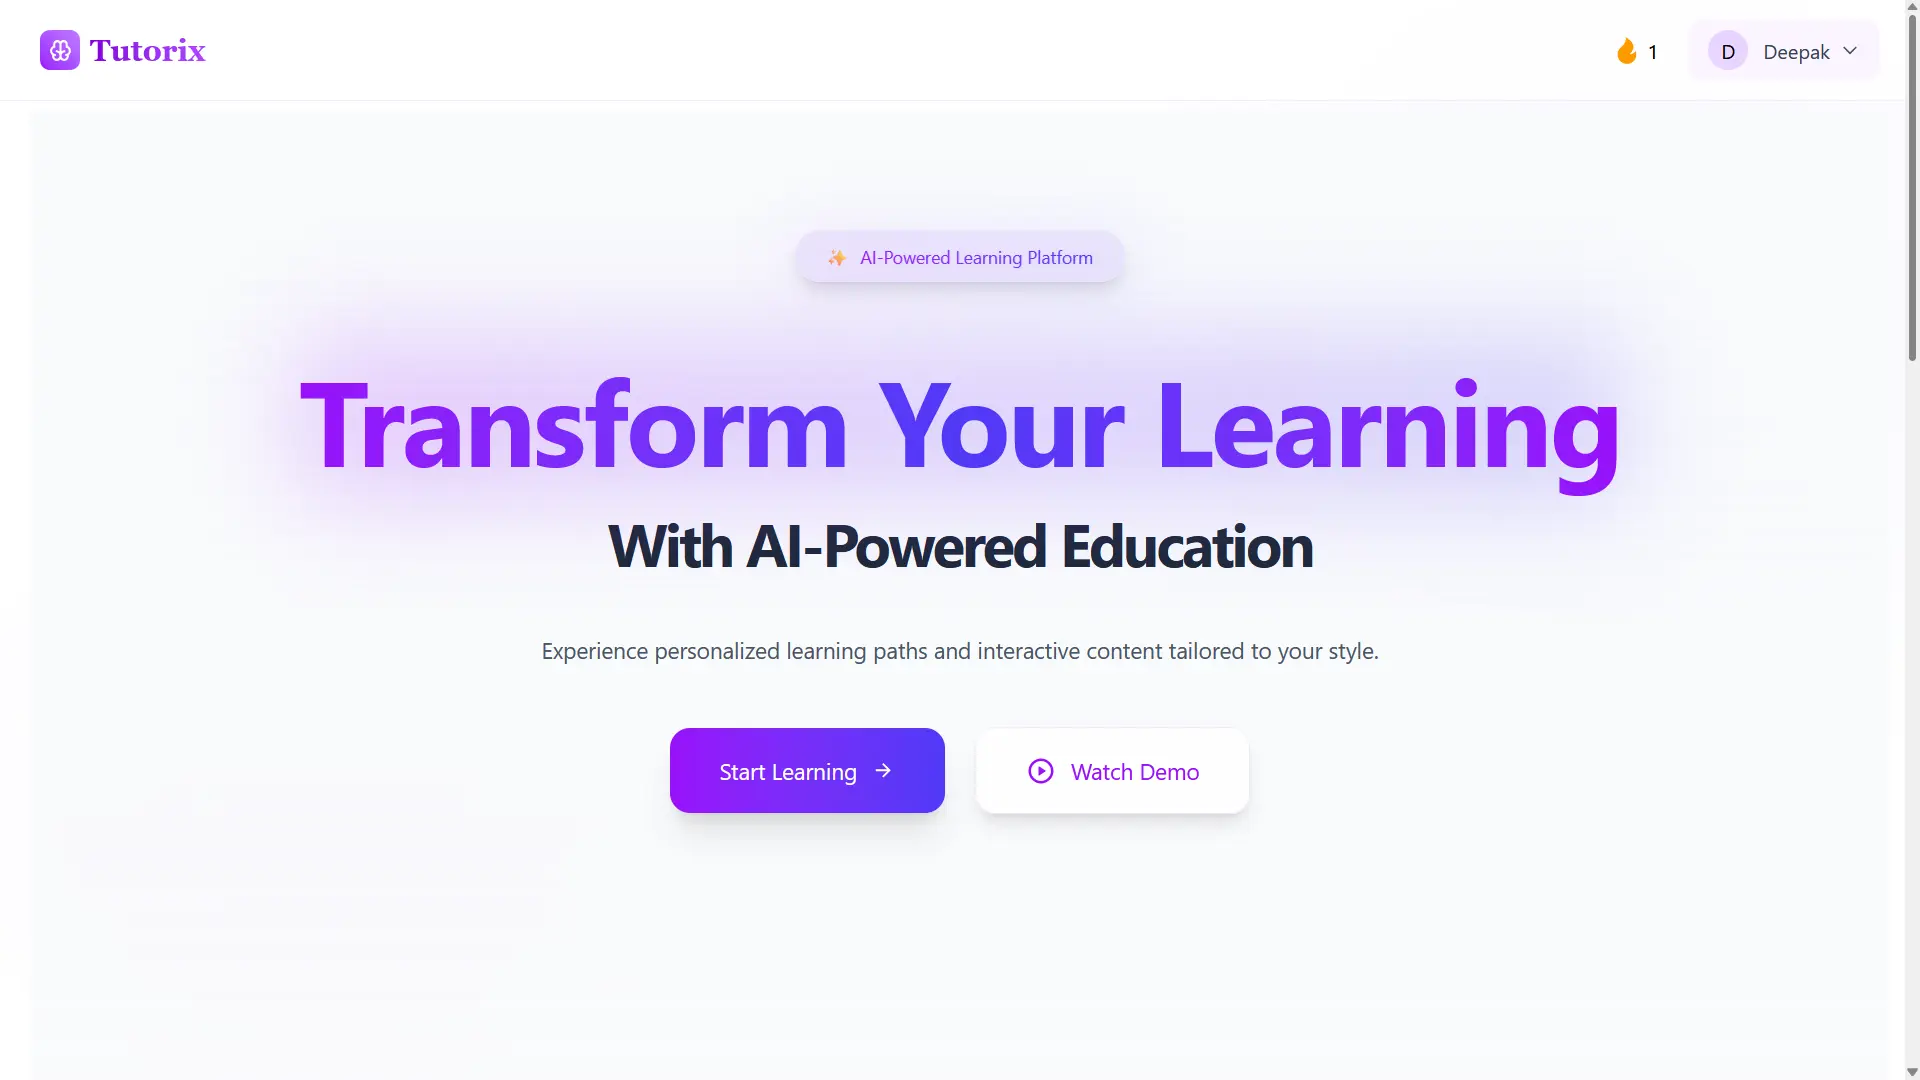 Tutorix
1
D
Deepak
AI-Powered Learning Platform
Transform Your Learning
With AI-Powered Education
Experience personalized learning paths and interactive content tailored to your style.
Start Learning
Watch Demo